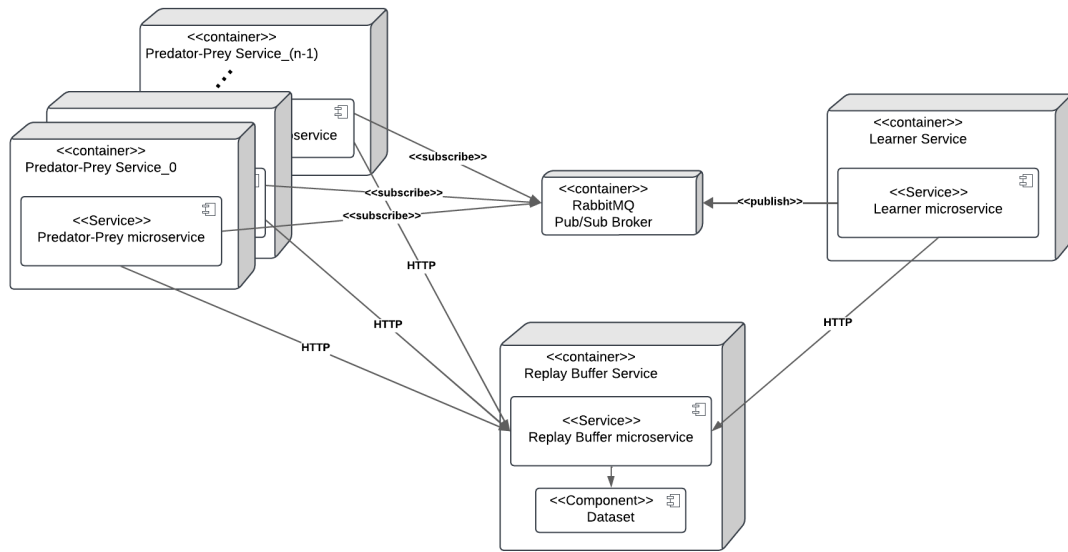 <<container>>
Predator-Prey Service_(n-1)
<<container>>
Predator-Prey Service_0
<<Service>>
Predator-Prey microservice
<<subscribe>>
<<subscribe>>
<<subscribe>>
<<container>>
RabbitMQ
Pub/Sub Broker
<<publish>>
<<container>>
Learner Service
<<Service>>
Learner microservice
HTTP
HTTP
HTTP
HTTP
<<container>>
Replay Buffer Service
<<Service>>
Replay Buffer microservice
<<Component>>
Dataset